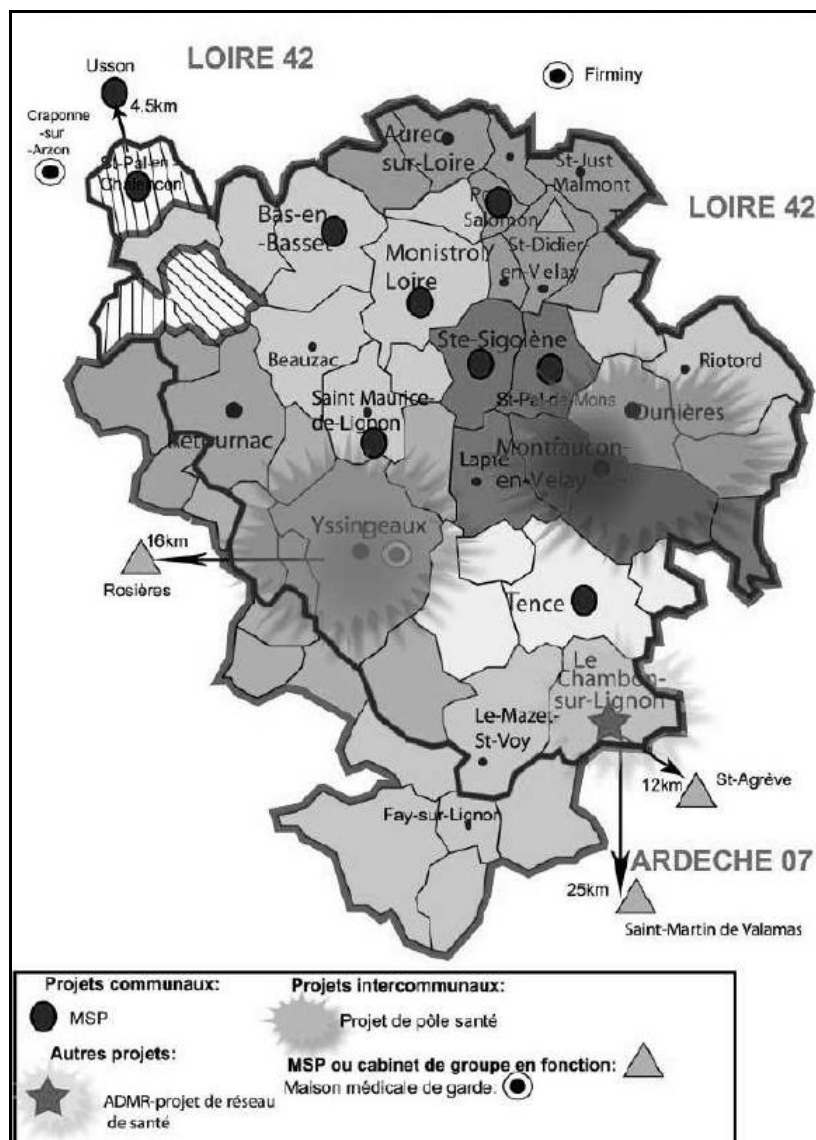 LOIRE 42
Usson
Firminy
4.5km
Craponne
-sur
-Arzon
St-Pal-en-
Chalencon
Aurec
-sur-Loire
St-Just
Malmont
LOIRE 42
Salomon
Bas-en
-Basset
St-Didier-
en-Velay
Monistrol
Loire
Ste-Sigolène
Riotord
Beauzac
St-Pal-de-Mons
Dunières
Saint Maurice-
de-Lignon
Retournac
Lapte
Montfaucon-
en-Velay
Yssingeaux
16km
Rosières
Tence
Le
Chambon-
sur-Lignon
Le-Mazet-
St-Voy
12km
St-Agrève
Fay-sur-Lignon
ARDECHE 07
25km
Saint-Martin de Valamas
Projets communaux:
MSP
Projets intercommunaux:
Projet de pôle santé
Autres projets:
ADMR-projet de réseau
de santé
MSP ou cabinet de groupe en fonction:
Maison médicale de garde: